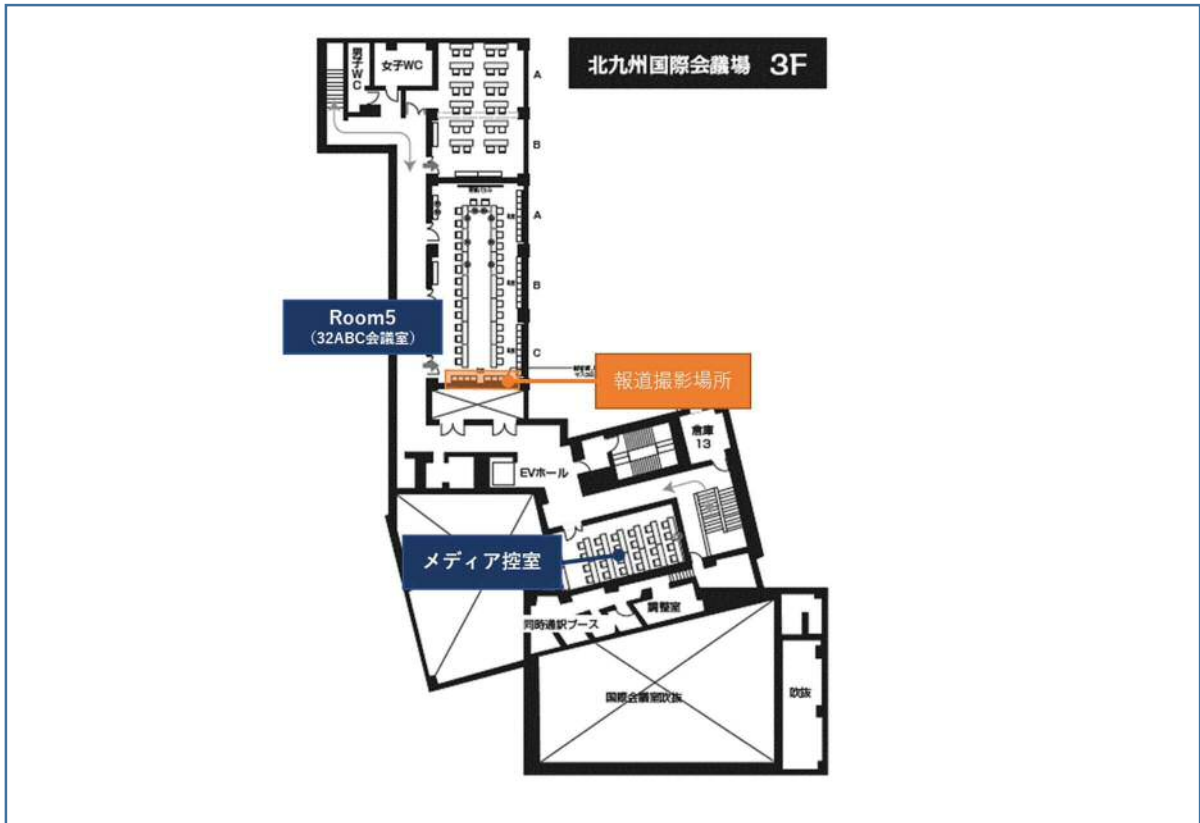 北九州国際会議場 3F
男子WC
女子WC
A
B
A
B
C
Room5
（32ABC会議室）
報道撮影場所
倉庫
13
EVホール
メディア控室
調整室
同時通訳ブース
国際会議室吹抜
吹抜